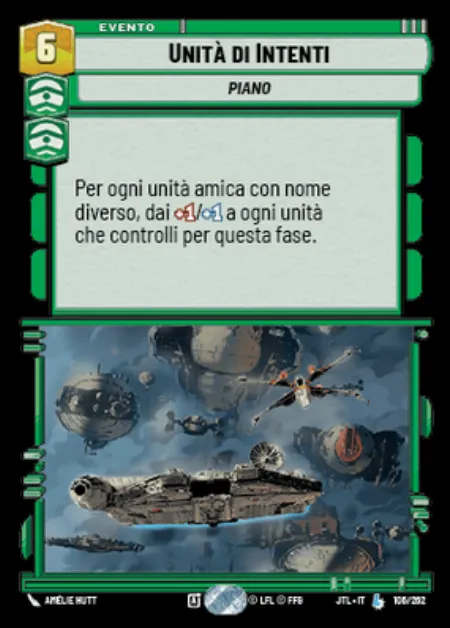 6
EVENTO
UNITÀ DI INTENTI
PIANO
Per ogni unità amica con nome
diverso, dai +1/+1 a ogni unità
che controlli per questa fase.
AMÉLIE HUTT
© LFL © FFG
JTL • IT
106/262